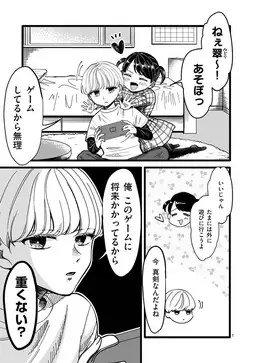 ねぇ翠〜!
あそぼっ
ゲーム
してるから無理
いいじゃん
たまには外に
遊びに行こうよ
今 真剣なんだよね
俺 このゲームに
将来かかってるから
重くない?